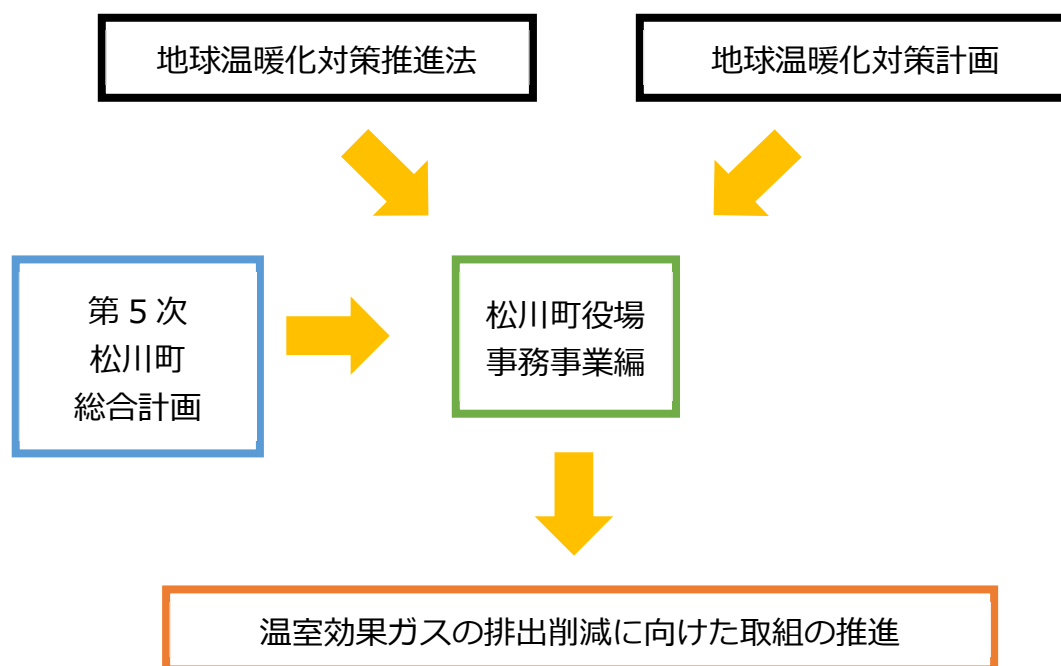 地球温暖化対策推進法
地球温暖化対策計画
第5次
松川町
総合計画
松川町役場
事務事業編
温室効果ガスの排出削減に向けた取組の推進